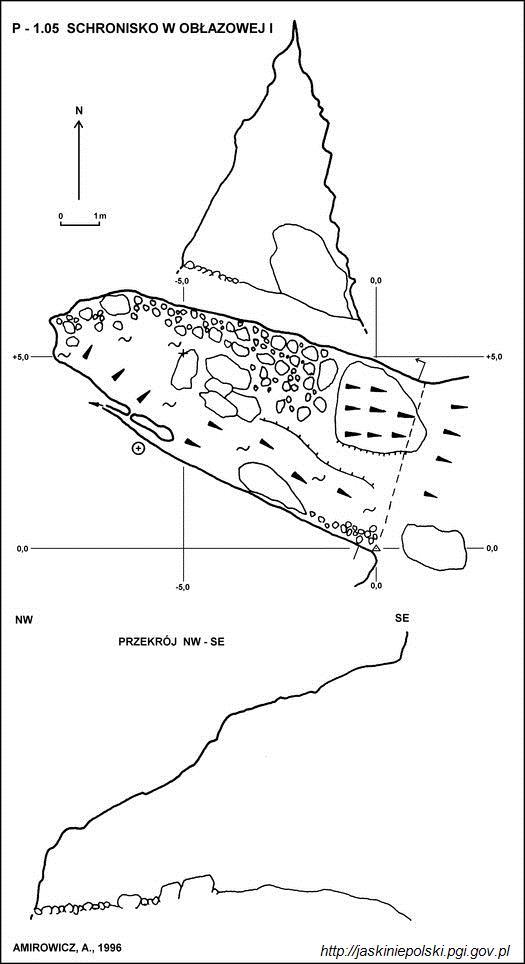 P - 1.05 SCHRONISKO W OBŁAZOWEJ I
N
0 1m
-5,0 0,0
+5,0 +5,0
0,0 0,0
-5,0 0,0
NW SE
PRZEKRÓJ NW - SE
AMIROWICZ, A., 1996
http://jaskiniepolski.pgi.gov.pl